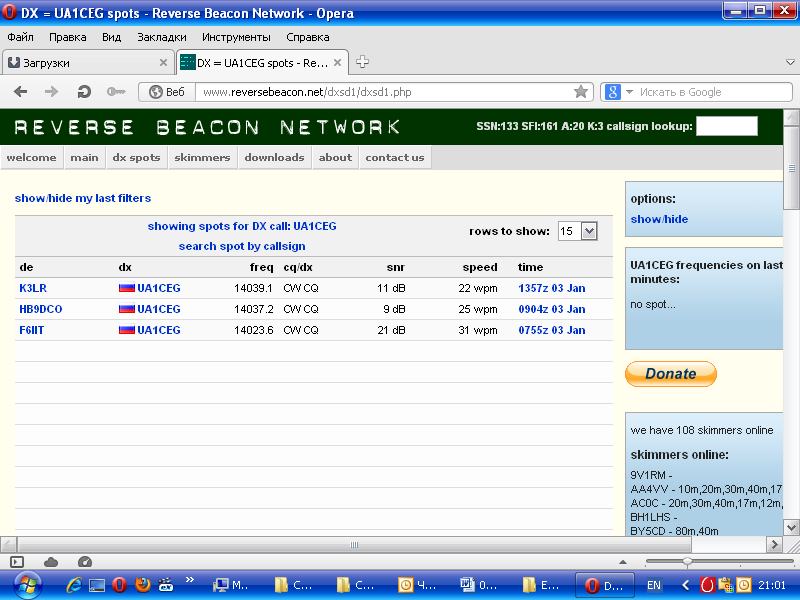 DX = UA1CEG spots - Reverse Beacon Network - Opera
Файл Правка Вид Закладки Инструменты Справка
Загрузки DX = UA1CEG spots - Re...
Веб www.reversebeacon.net/dxsd1/dxsd1.php Искать в Google
REVERSE BEACON NETWORK SSN:133 SFI:161 A:20 K:3 callsign lookup:
welcome main dx spots skimmers downloads about contact us
show/hide my last filters
showing spots for DX call: UA1CEG
search spot by callsign
rows to show: 15
de dx freq cq/dx snr speed time
K3LR UA1CEG 14039.1 CW CQ 11 dB 22 wpm 1357z 03 Jan
HB9DCO UA1CEG 14037.2 CW CQ 9 dB 25 wpm 0904z 03 Jan
F6IIT UA1CEG 14023.6 CW CQ 21 dB 31 wpm 0755z 03 Jan
options:
show/hide
UA1CEG frequencies on last
minutes:
no spot...
Donate
we have 108 skimmers online
skimmers online:
9V1RM -
AA4VV - 10m,20m,30m,40m,17
AC0C - 20m,30m,40m,17m,12m,
BH1LHS -
BY5CD - 80m,40m
M... С... С... Ч... 0... Е... D... EN 21:01